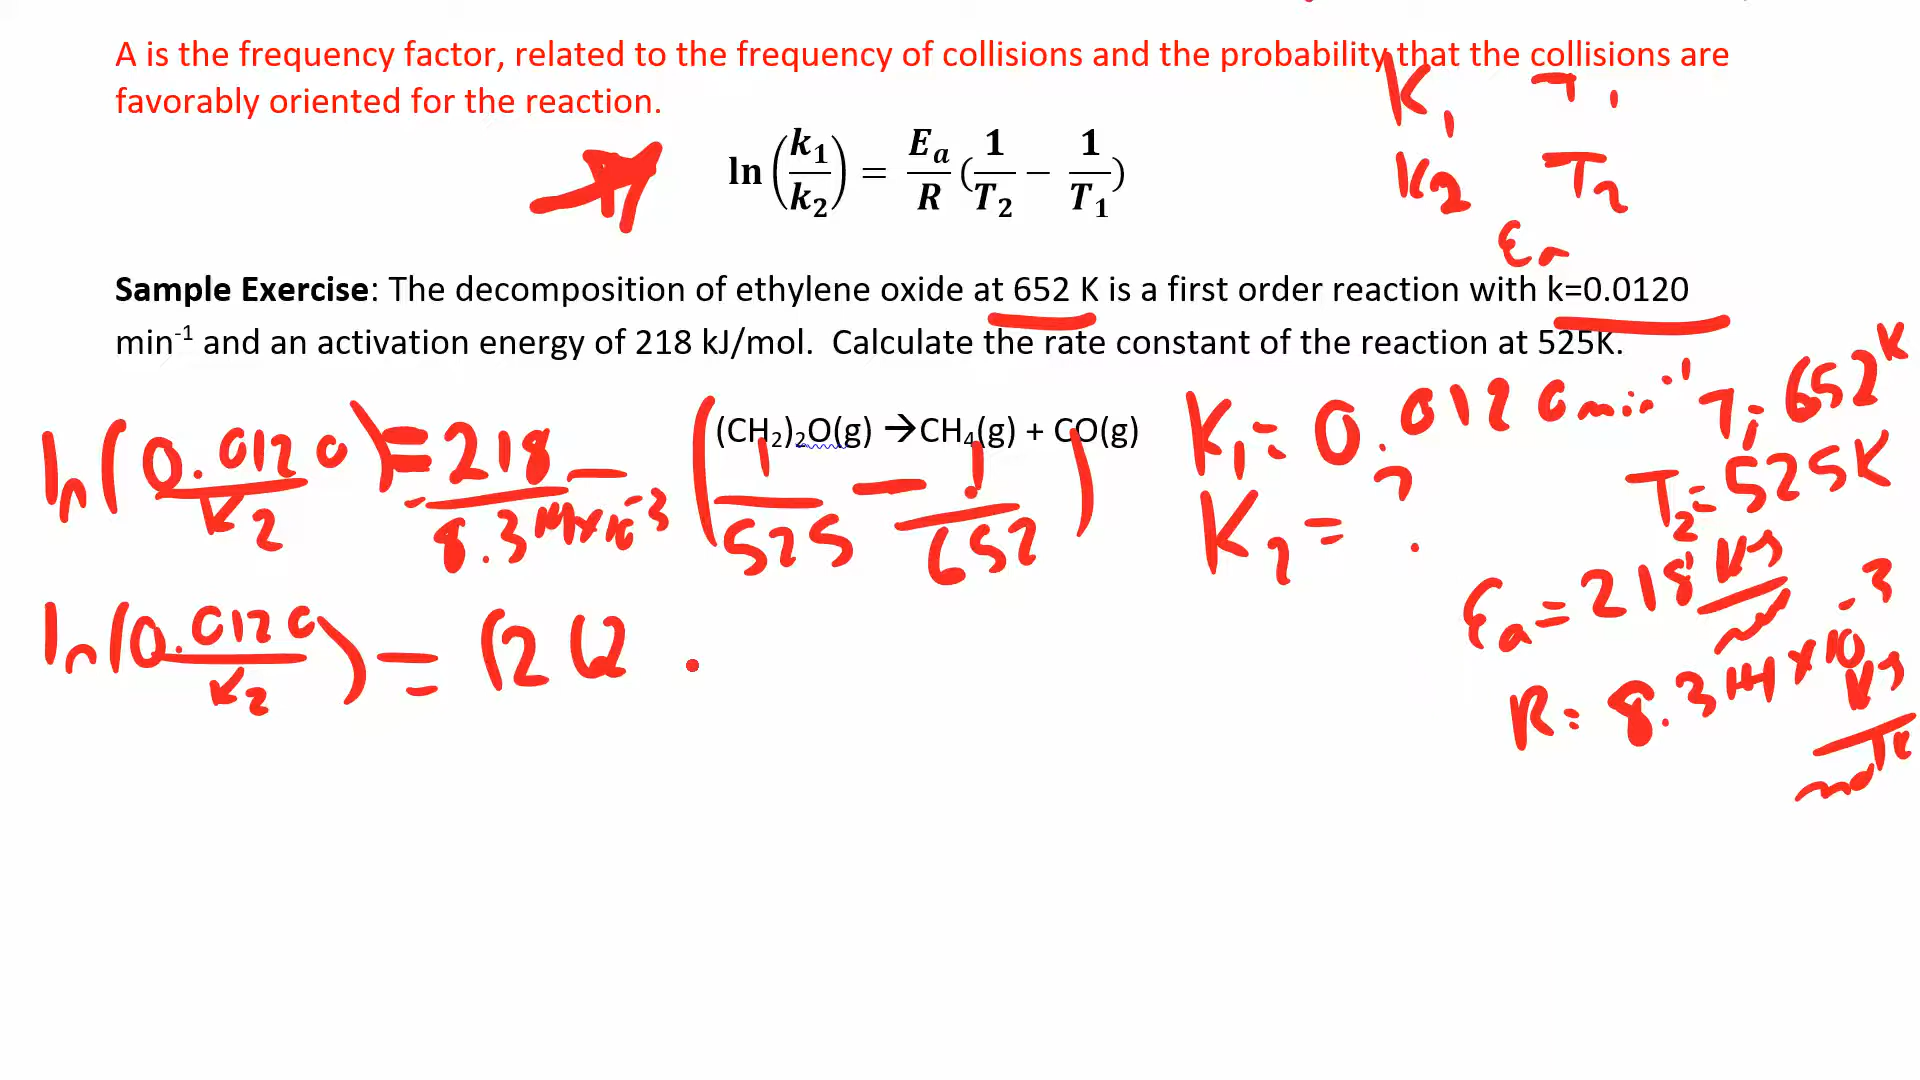 A is the frequency factor, related to the frequency of collisions and the probability that the collisions are
favorably oriented for the reaction.
K1 T1
K2 T2
Ea
ln(k1/k2) = Ea/R (1/T2 − 1/T1)
Sample Exercise: The decomposition of ethylene oxide at 652 K is a first order reaction with k=0.0120
min-1 and an activation energy of 218 kJ/mol. Calculate the rate constant of the reaction at 525K.
(CH2)2O(g) →CH4(g) + CO(g)
ln(0.0120/K2) = 218/8.314×10-3 (1/525 − 1/652)
ln(0.0120/K2) =
K1 = 0.0120 min-1 T1 = 652 K
K2 = ? T2 = 525 K
Ea = 218 kJ/mol
R = 8.314 × 10-3 kJ/mol K